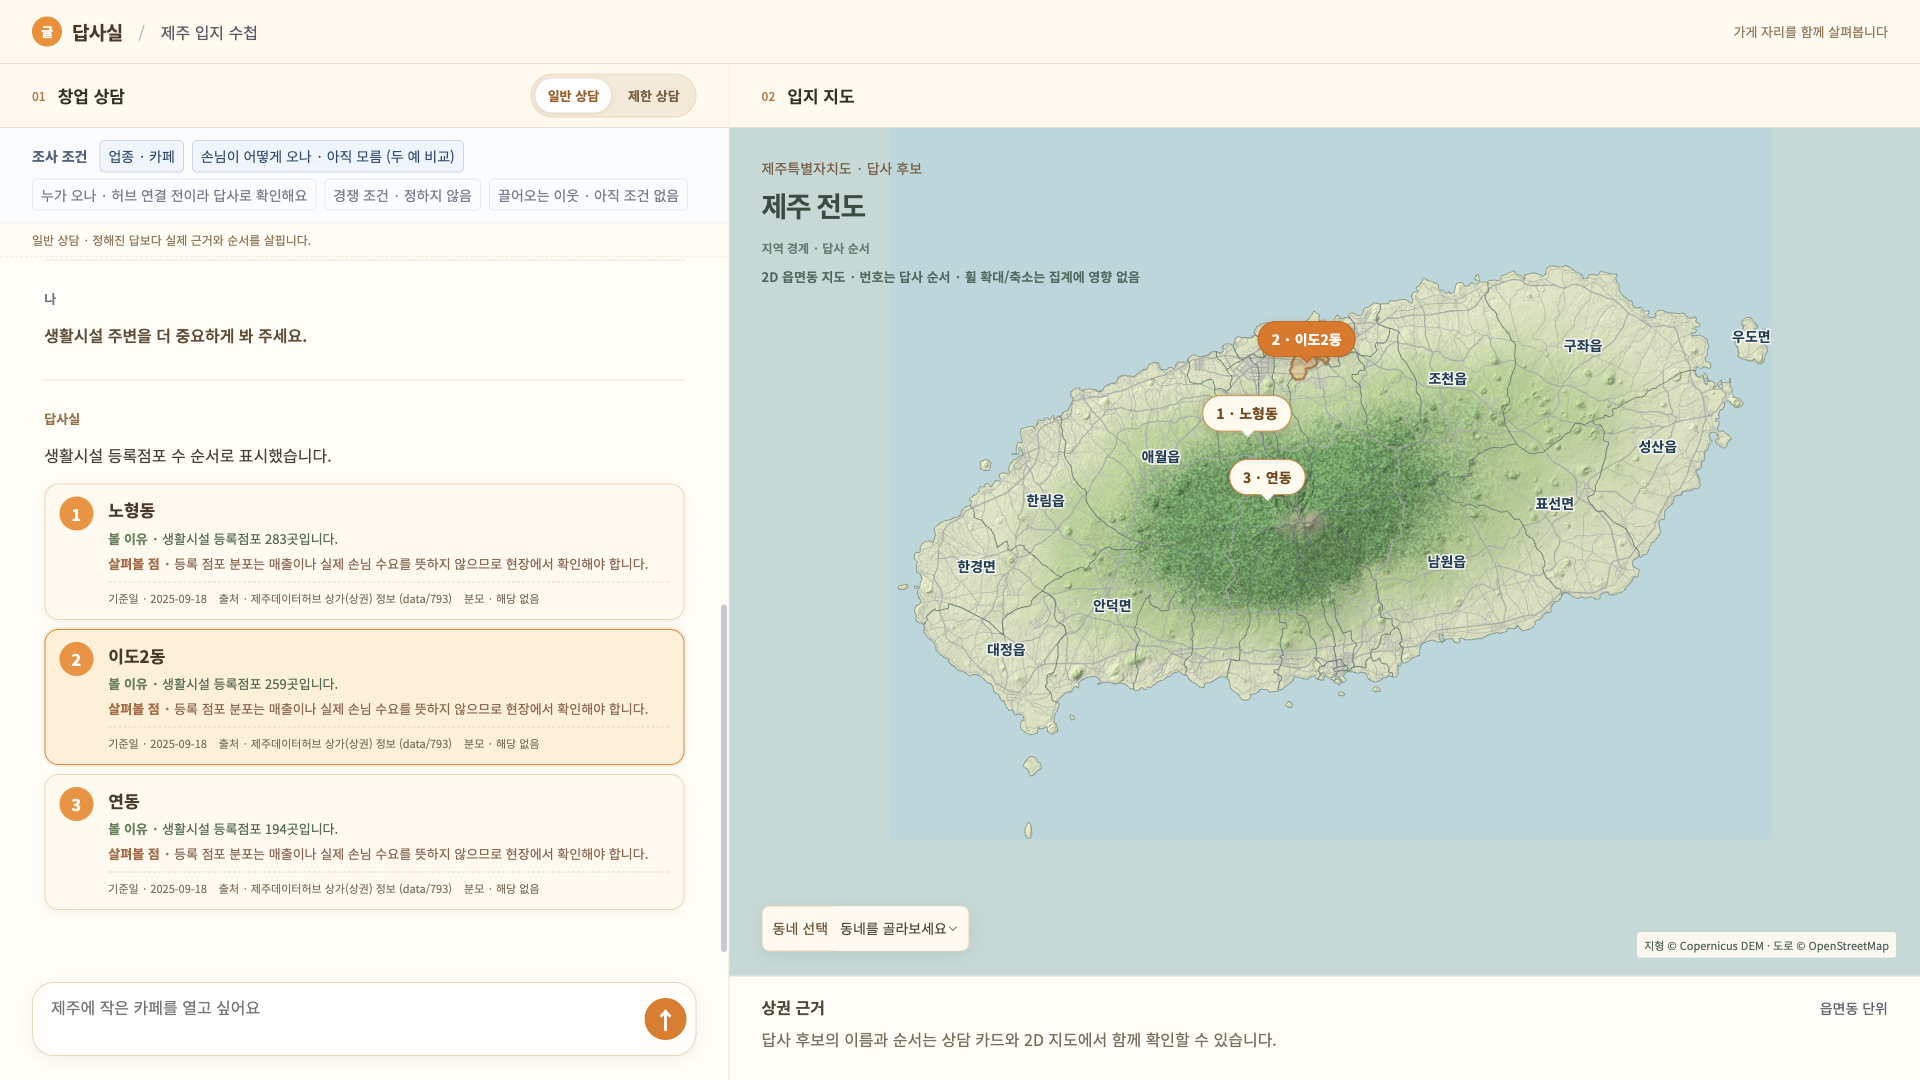 귤 답사실 / 제주 입지 수첩
가게 자리를 함께 살펴봅니다
01 창업 상담
일반 상담 제한 상담
조사 조건 업종 · 카페 손님이 어떻게 오나 · 아직 모름 (두 예 비교)
누가 오나 · 허브 연결 전이라 답사로 확인해요 경쟁 조건 · 정하지 않음 끌어오는 이웃 · 아직 조건 없음
일반 상담 · 정해진 답보다 실제 근거와 순서를 살핍니다.
나
생활시설 주변을 더 중요하게 봐 주세요.
답사실
생활시설 등록점포 수 순서로 표시했습니다.
1 노형동
볼 이유 · 생활시설 등록점포 283곳입니다.
살펴볼 점 · 등록 점포 분포는 매출이나 실제 손님 수요를 뜻하지 않으므로 현장에서 확인해야 합니다.
기준일 · 2025-09-18 출처 · 제주데이터허브 상가(상권) 정보 (data/793) 분모 · 해당 없음
2 이도2동
볼 이유 · 생활시설 등록점포 259곳입니다.
살펴볼 점 · 등록 점포 분포는 매출이나 실제 손님 수요를 뜻하지 않으므로 현장에서 확인해야 합니다.
기준일 · 2025-09-18 출처 · 제주데이터허브 상가(상권) 정보 (data/793) 분모 · 해당 없음
3 연동
볼 이유 · 생활시설 등록점포 194곳입니다.
살펴볼 점 · 등록 점포 분포는 매출이나 실제 손님 수요를 뜻하지 않으므로 현장에서 확인해야 합니다.
기준일 · 2025-09-18 출처 · 제주데이터허브 상가(상권) 정보 (data/793) 분모 · 해당 없음
제주에 작은 카페를 열고 싶어요
02 입지 지도
제주특별자치도 · 답사 후보
제주 전도
지역 경계 · 답사 순서
2D 읍면동 지도 · 번호는 답사 순서 · 휠 확대/축소는 집계에 영향 없음
우도면
2 · 이도2동
구좌읍
조천읍
1 · 노형동
성산읍
애월읍
3 · 연동
한림읍
표선면
남원읍
한경면
안덕면
대정읍
동네 선택 동네를 골라보세요
지형 © Copernicus DEM · 도로 © OpenStreetMap
상권 근거
읍면동 단위
답사 후보의 이름과 순서는 상담 카드와 2D 지도에서 함께 확인할 수 있습니다.